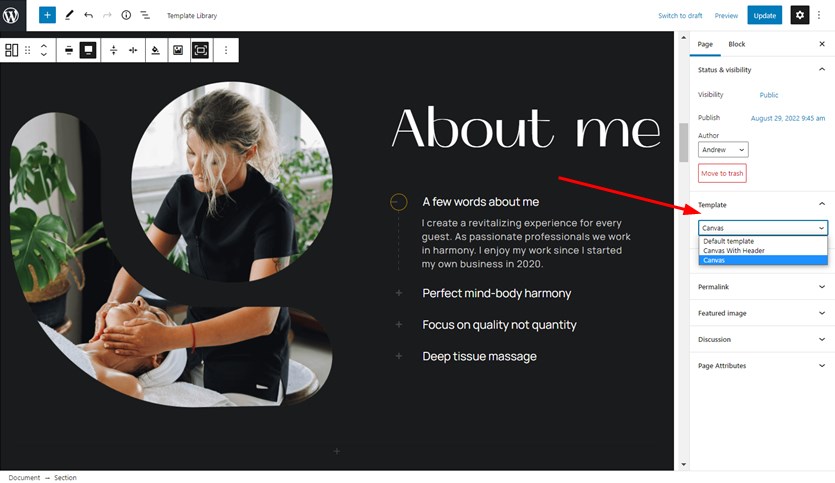 Template Library
Switch to draft
Preview
Update
Page
Block
Status & visibility
Visibility
Public
Publish
August 29, 2022 9:45 am
Author
Andrew
Move to trash
Template
Canvas
Default template
Canvas With Header
Canvas
Permalink
Featured image
Discussion
Page Attributes
About me
A few words about me
I create a revitalizing experience for every
guest. As passionate professionals we work
in harmony. I enjoy my work since I started
my own business in 2020.
Perfect mind-body harmony
Focus on quality not quantity
Deep tissue massage
Document → Section